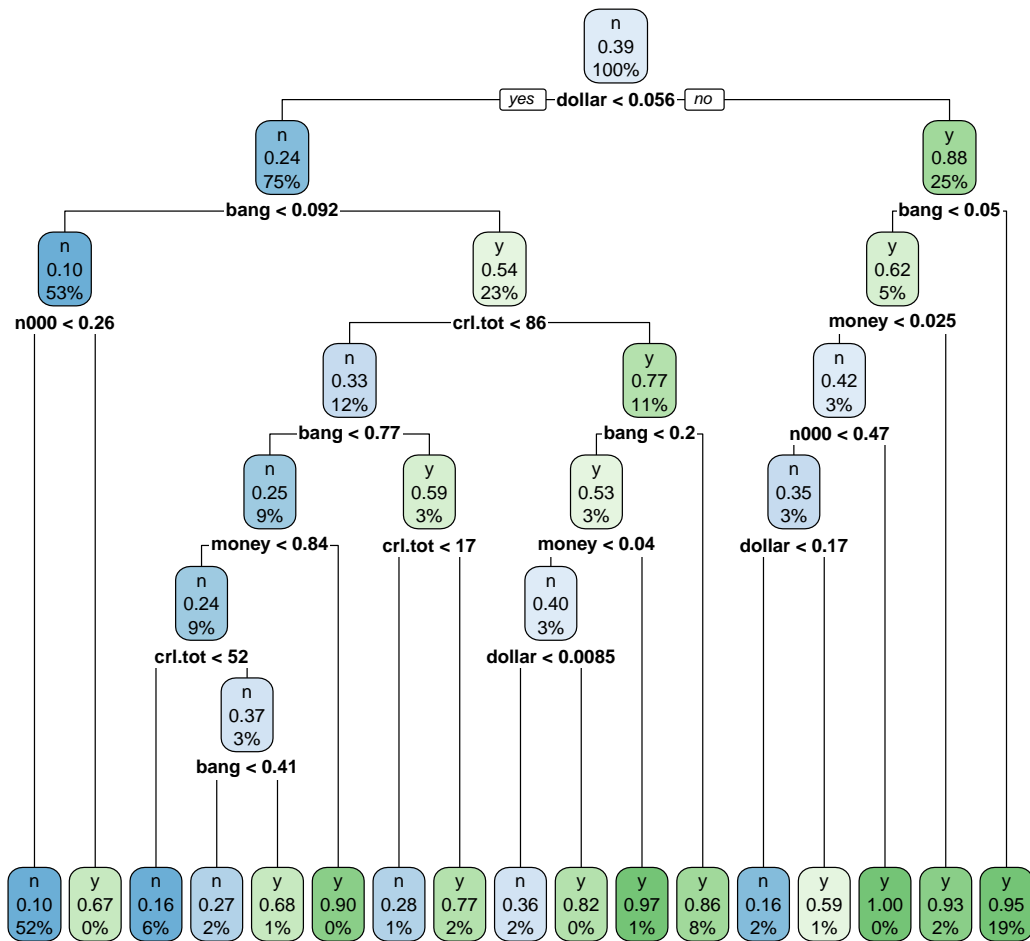 n
0.39
100%
yes dollar < 0.056 no
n
0.24
75%
y
0.88
25%
bang < 0.092
bang < 0.05
n
0.10
53%
y
0.54
23%
y
0.62
5%
n000 < 0.26
crl.tot < 86
money < 0.025
n
0.33
12%
y
0.77
11%
n
0.42
3%
bang < 0.77
bang < 0.2
n000 < 0.47
n
0.25
9%
y
0.59
3%
y
0.53
3%
n
0.35
3%
money < 0.84
crl.tot < 17
money < 0.04
dollar < 0.17
n
0.24
9%
n
0.40
3%
crl.tot < 52
dollar < 0.0085
n
0.37
3%
bang < 0.41
n
0.10
52%
y
0.67
0%
n
0.16
6%
n
0.27
2%
y
0.68
1%
y
0.90
0%
n
0.28
1%
y
0.77
2%
n
0.36
2%
y
0.82
0%
y
0.97
1%
y
0.86
8%
n
0.16
2%
y
0.59
1%
y
1.00
0%
y
0.93
2%
y
0.95
19%